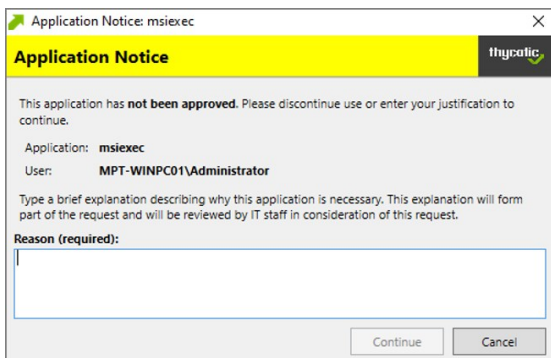 Application Notice: msiexec
Application Notice
thycotic
This application has not been approved. Please discontinue use or enter your justification to
continue.
Application: msiexec
User: MPT-WINPC01\Administrator
Type a brief explanation describing why this application is necessary. This explanation will form
part of the request and will be reviewed by IT staff in consideration of this request.
Reason (required):
Continue Cancel